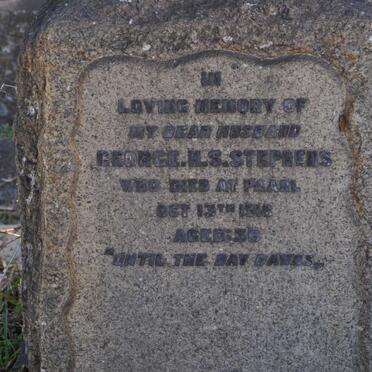 IN
LOVING MEMORY OF
MY DEAR HUSBAND
GEORGE.H.S.STEPHENS
WHO DIED AT PAARL
OCT 13TH 1918
AGED:
"UNTIL THE DAY DAWNS„